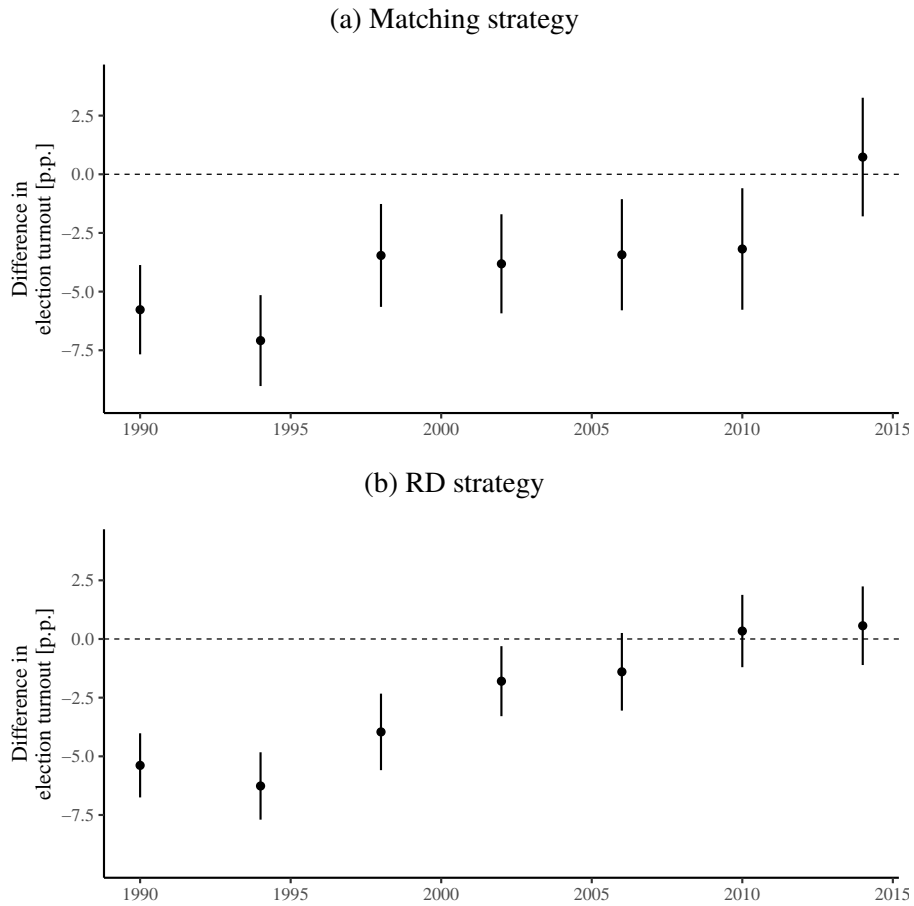 (a) Matching strategy
Difference in
election turnout [p.p.]
2.5
0.0
−2.5
−5.0
−7.5
1990 1995 2000 2005 2010 2015
(b) RD strategy
Difference in
election turnout [p.p.]
2.5
0.0
−2.5
−5.0
−7.5
1990 1995 2000 2005 2010 2015